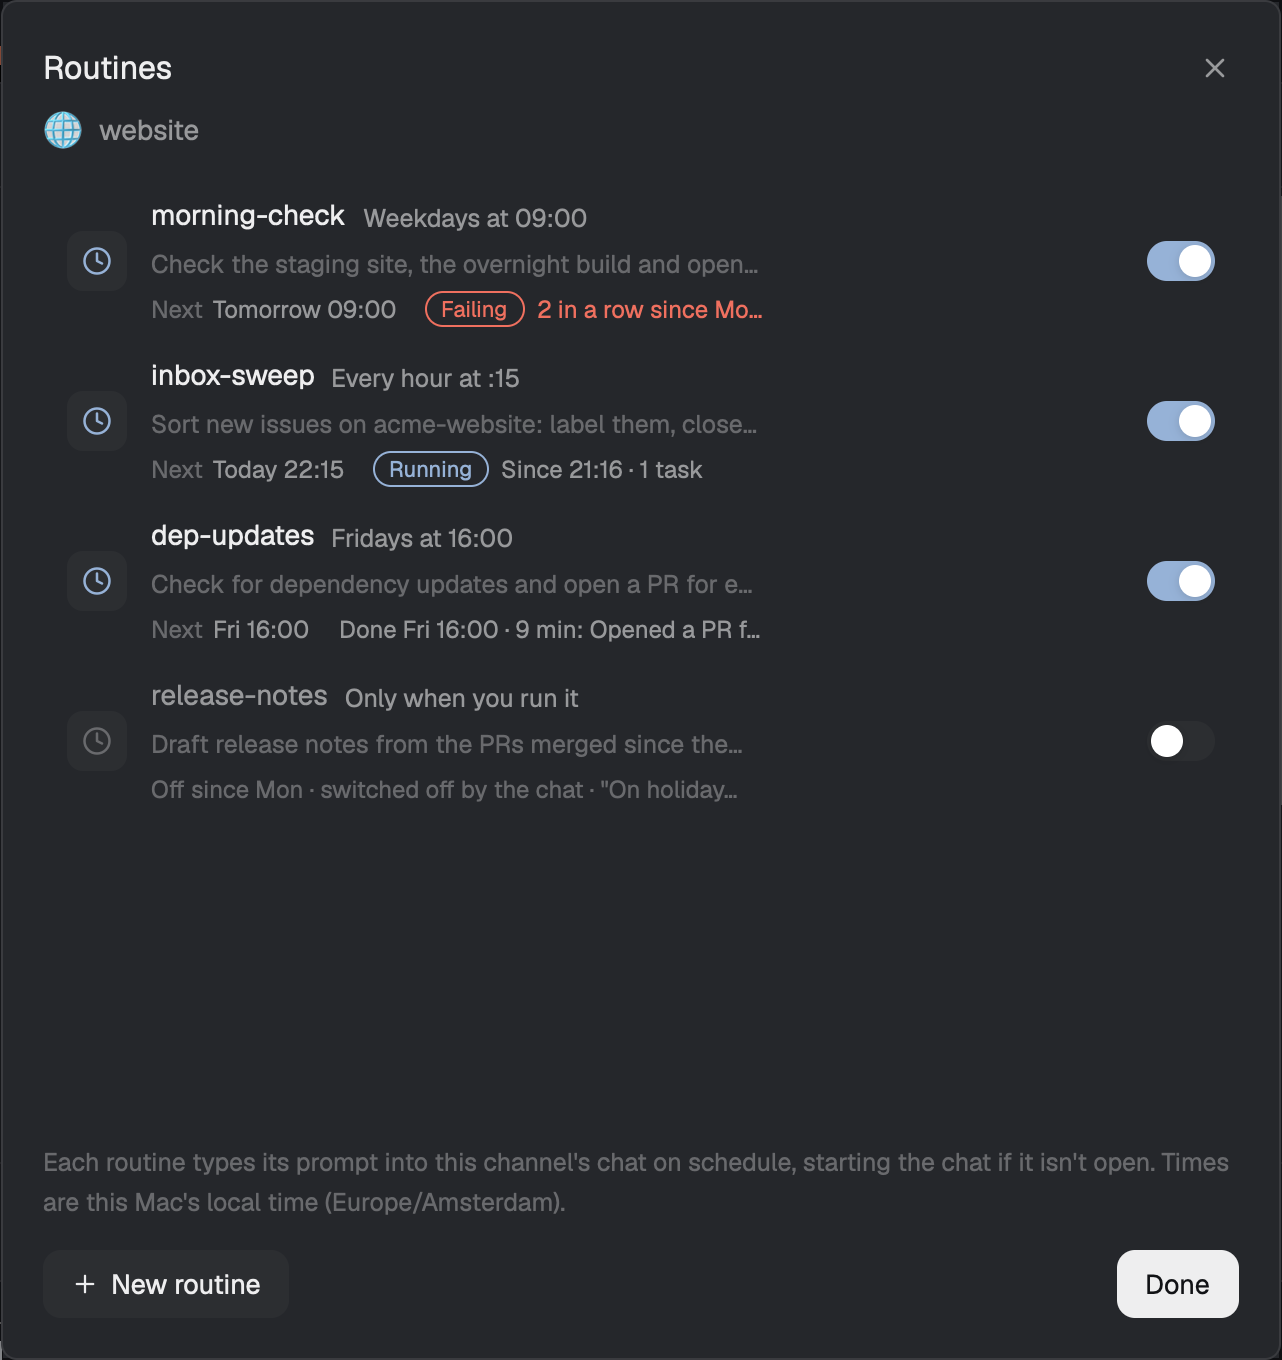 Routines
website
morning-check Weekdays at 09:00
Check the staging site, the overnight build and open…
Next Tomorrow 09:00 Failing 2 in a row since Mo…
inbox-sweep Every hour at :15
Sort new issues on acme-website: label them, close…
Next Today 22:15 Running Since 21:16 · 1 task
dep-updates Fridays at 16:00
Check for dependency updates and open a PR for e…
Next Fri 16:00 Done Fri 16:00 · 9 min: Opened a PR f…
release-notes Only when you run it
Draft release notes from the PRs merged since the…
Off since Mon · switched off by the chat · "On holiday…
Each routine types its prompt into this channel's chat on schedule, starting the chat if it isn't open. Times
are this Mac's local time (Europe/Amsterdam).
+ New routine
Done